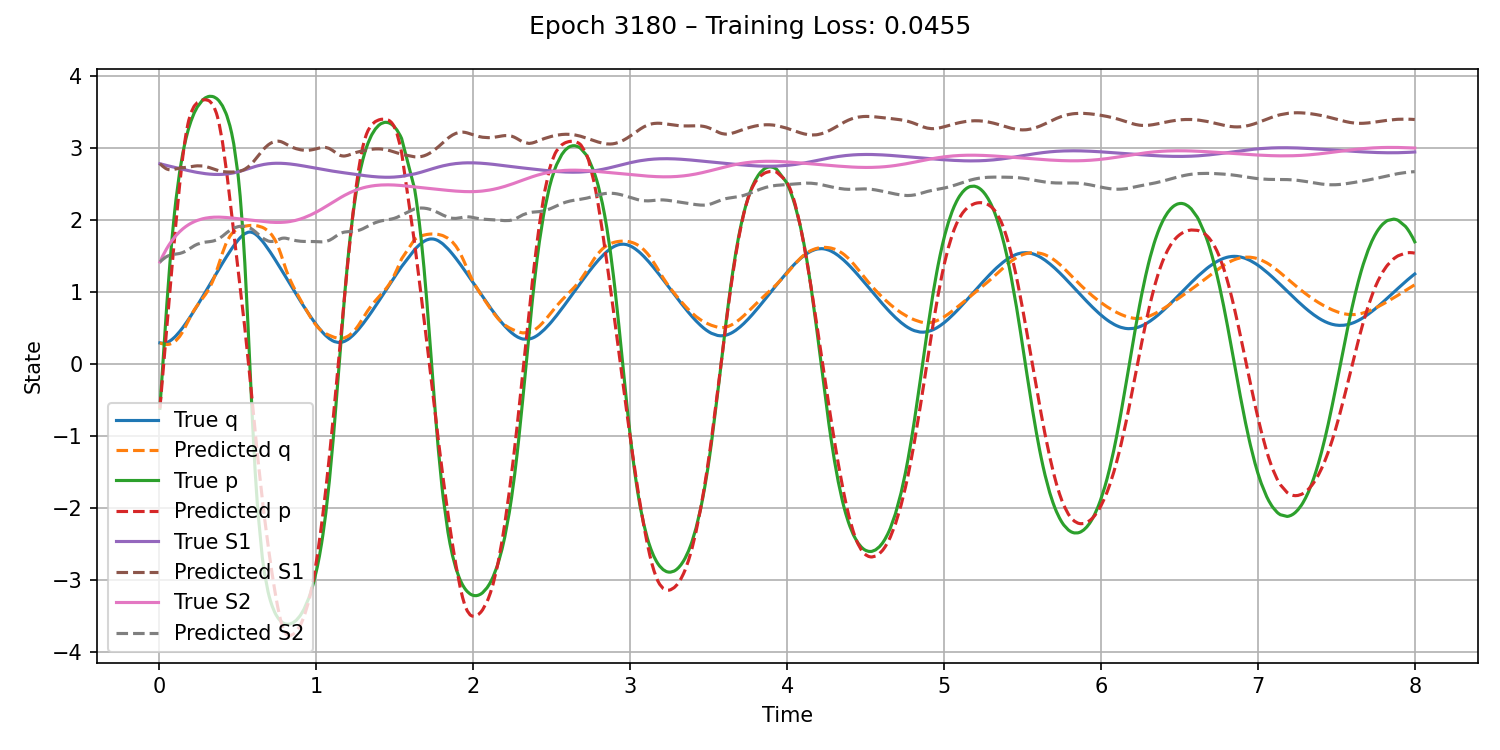 Epoch 3180 – Training Loss: 0.0455
4
3
2
1
0
−1
−2
−3
−4
State
True q
Predicted q
True p
Predicted p
True S1
Predicted S1
True S2
Predicted S2
0 1 2 3 4 5 6 7 8
Time